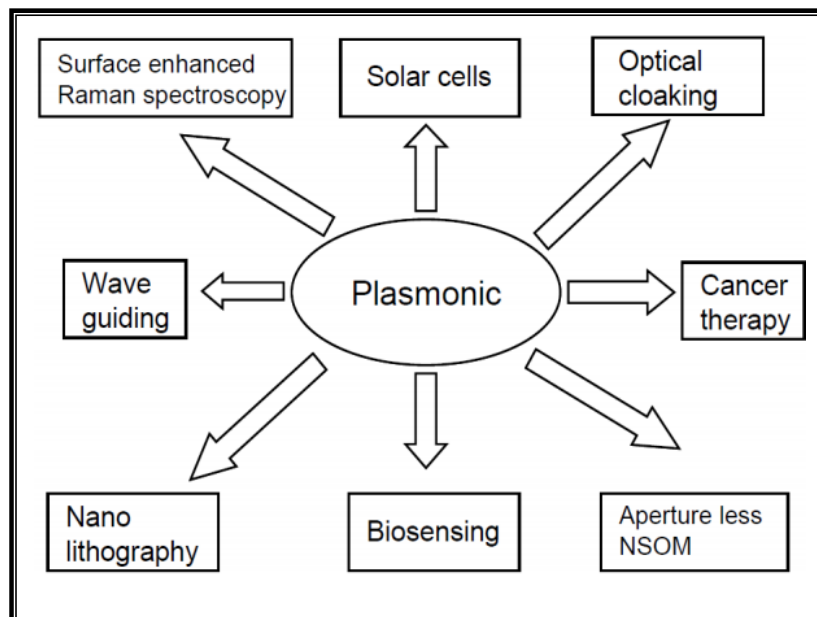 Surface enhanced
Raman spectroscopy
Solar cells
Optical
cloaking
Wave
guiding
Plasmonic
Cancer
therapy
Nano
lithography
Biosensing
Aperture less
NSOM